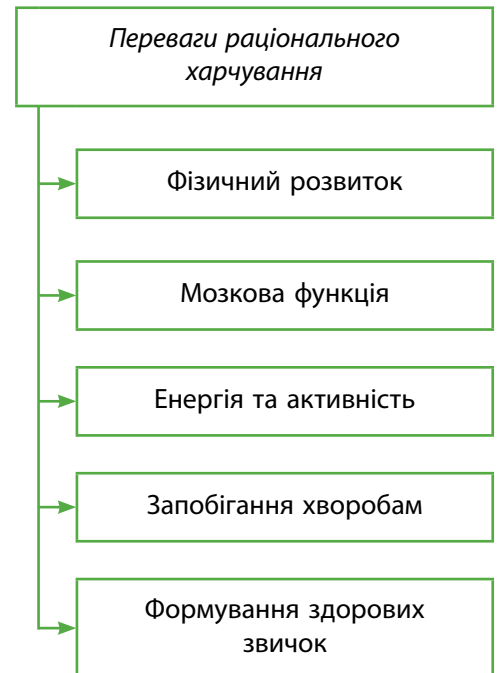 Переваги раціонального
харчування
Фізичний розвиток
Мозкова функція
Енергія та активність
Запобігання хворобам
Формування здорових
звичок